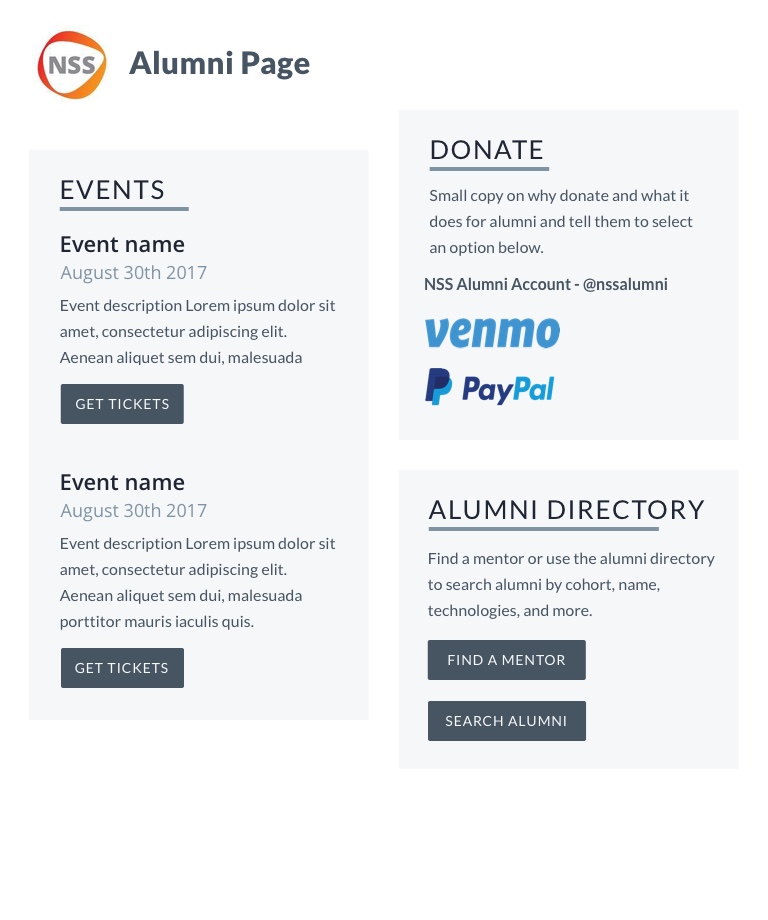 NSS
Alumni Page
EVENTS
Event name
August 30th 2017
Event description Lorem ipsum dolor sit
amet, consectetur adipiscing elit.
Aenean aliquet sem dui, malesuada
GET TICKETS
Event name
August 30th 2017
Event description Lorem ipsum dolor sit
amet, consectetur adipiscing elit.
Aenean aliquet sem dui, malesuada
porttitor mauris iaculis quis.
GET TICKETS
DONATE
Small copy on why donate and what it
does for alumni and tell them to select
an option below.
NSS Alumni Account - @nssalumni
venmo
PayPal
ALUMNI DIRECTORY
Find a mentor or use the alumni directory
to search alumni by cohort, name,
technologies, and more.
FIND A MENTOR
SEARCH ALUMNI